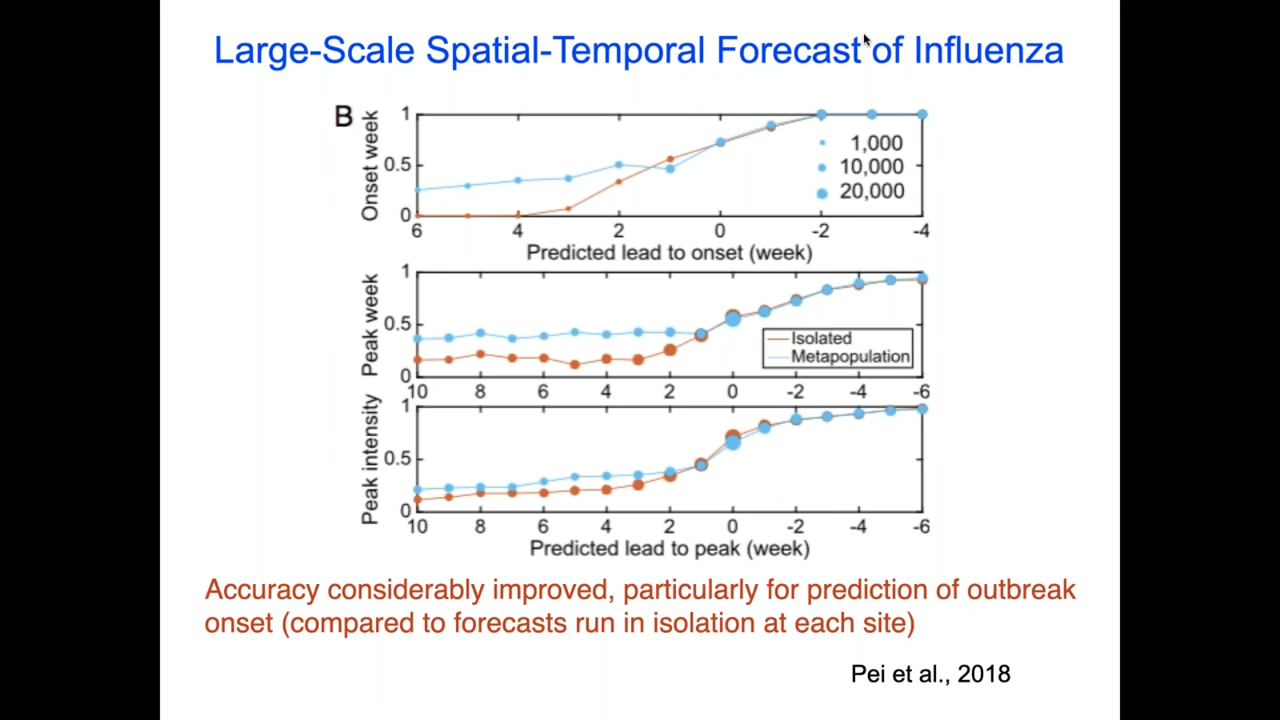 Large-Scale Spatial-Temporal Forecast of Influenza
B
Onset week
1
0.5
0
1,000
10,000
20,000
6 4 2 0 -2 -4
Predicted lead to onset (week)
Peak week
1
0.5
0
Isolated
Metapopulation
10 8 6 4 2 0 -2 -4 -6
Peak intensity
1
0.5
0
10 8 6 4 2 0 -2 -4 -6
Predicted lead to peak (week)
Accuracy considerably improved, particularly for prediction of outbreak
onset (compared to forecasts run in isolation at each site)
Pei et al., 2018